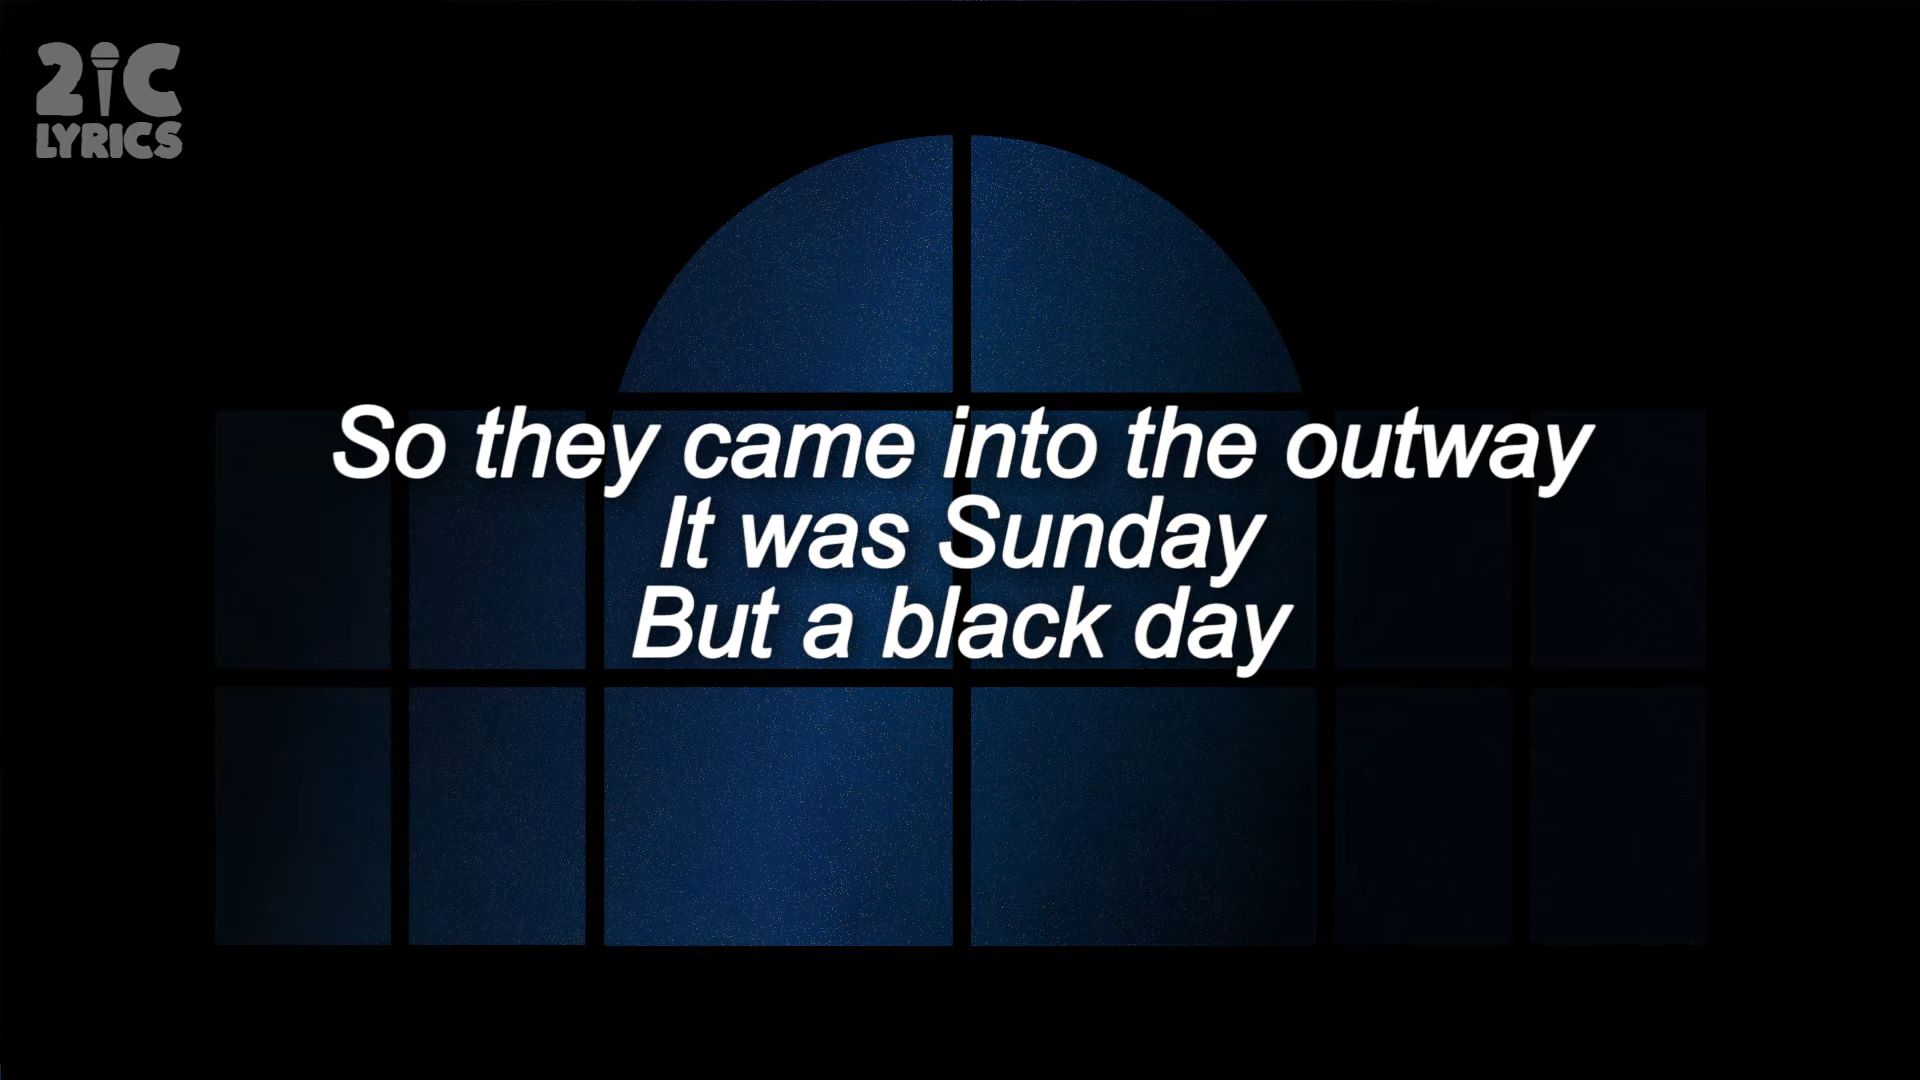 2iC
LYRICS
So they came into the outway
It was Sunday
But a black day